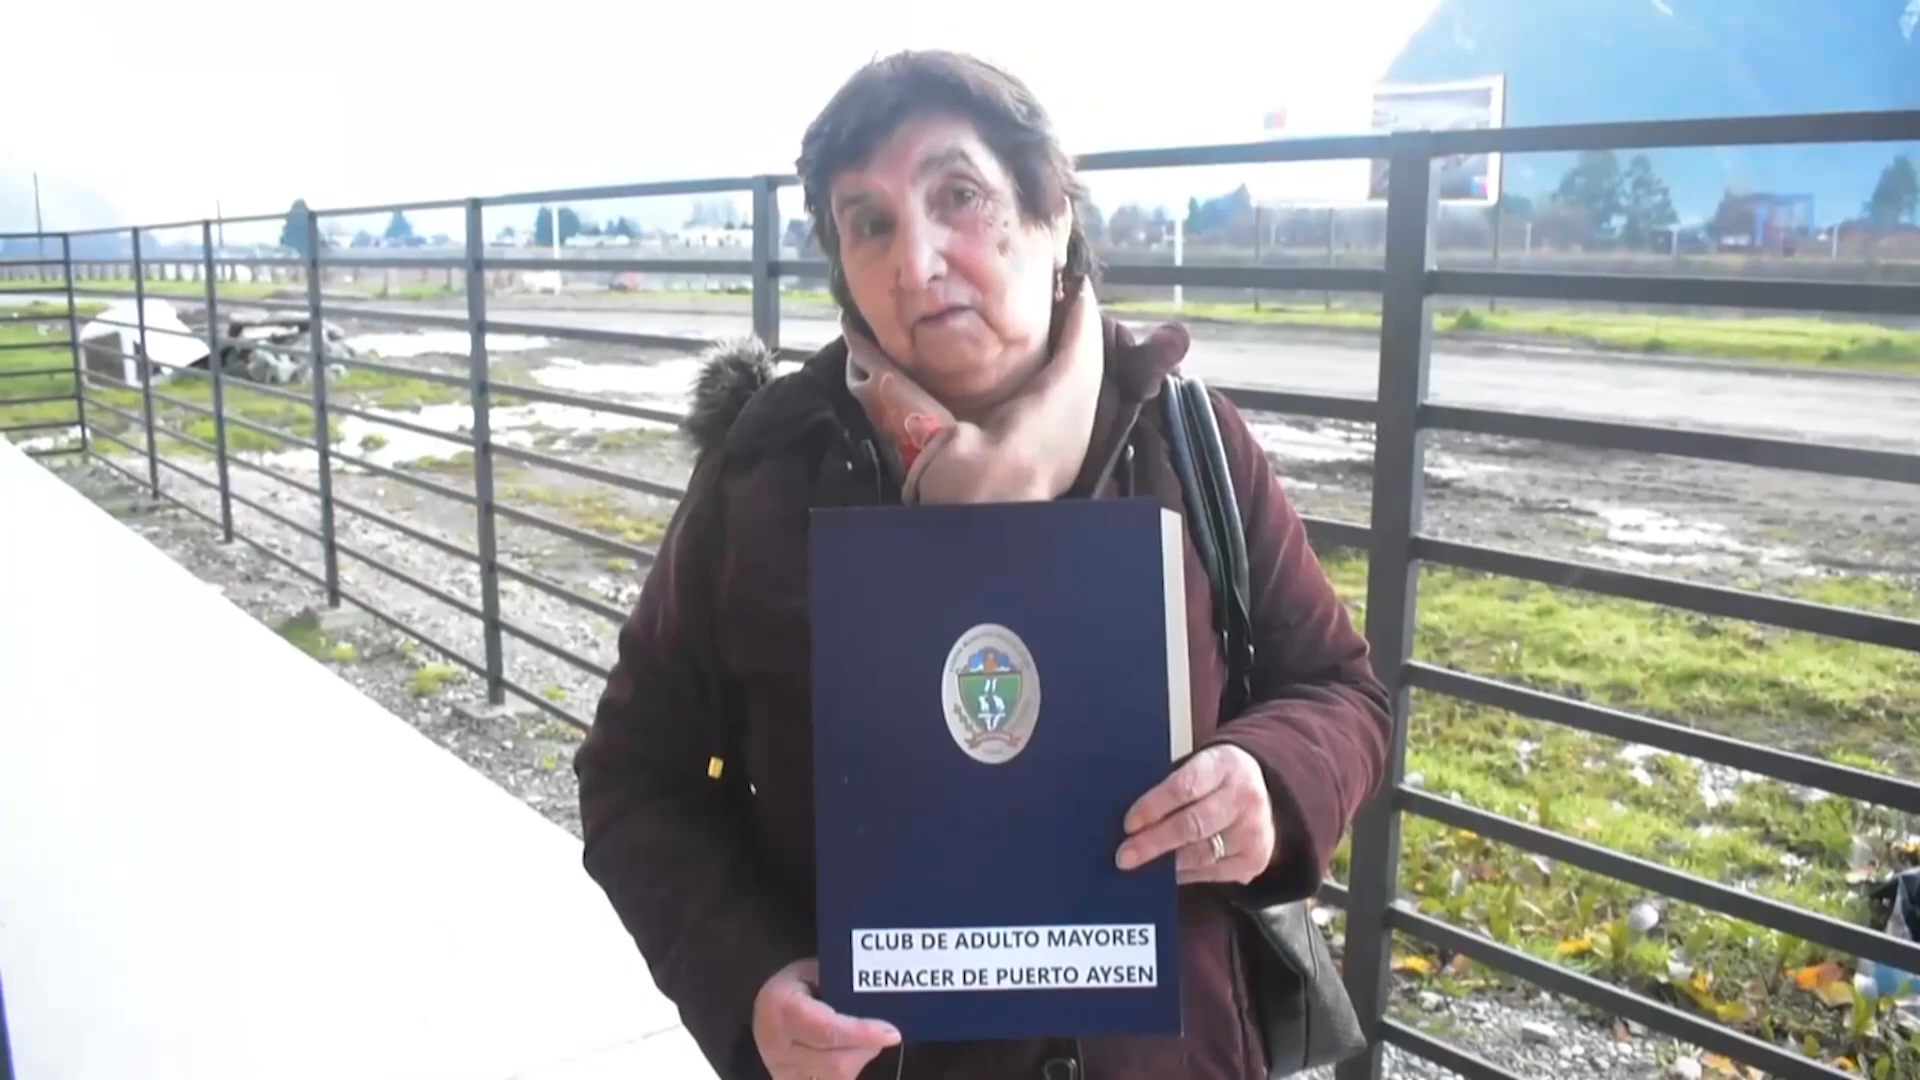 CLUB DE ADULTO MAYORES
RENACER DE PUERTO AYSEN